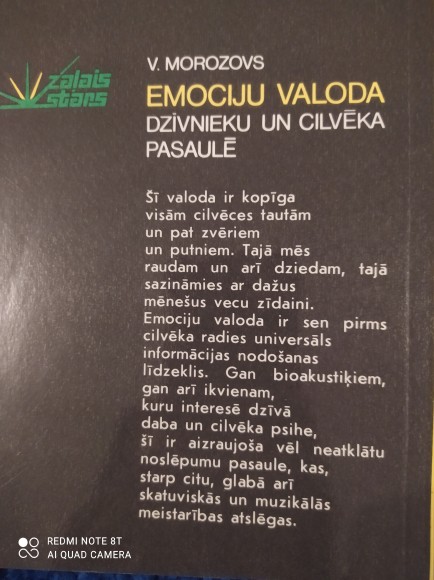 zaļais
stars
V. MOROZOVS
EMOCIJU VALODA
DZĪVNIEKU UN CILVĒKA
PASAULĒ
Šī valoda ir kopīga
visām cilvēces tautām
un pat zvēriem
un putniem. Tajā mēs
raudam un arī dziedam, tajā
sazināmies ar dažus
mēnešus vecu zīdaini.
Emociju valoda ir sen pirms
cilvēka radies universāls
informācijas nodošanas
līdzeklis. Gan bioakustiķiem,
gan arī ikvienam,
kuru interesē dzīvā
daba un cilvēka psihe,
šī ir aizraujoša vēl neatklātu
noslēpumu pasaule, kas,
starp citu, glabā arī
skatuviskās un muzikālās
meistarības atslēgas.
REDMI NOTE 8T
AI QUAD CAMERA